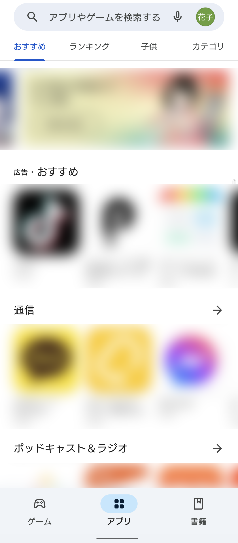 アプリやゲームを検索する
花子
おすすめ ランキング 子供 カテゴリ
広告・おすすめ
通信
ポッドキャスト＆ラジオ
ゲーム アプリ 書籍